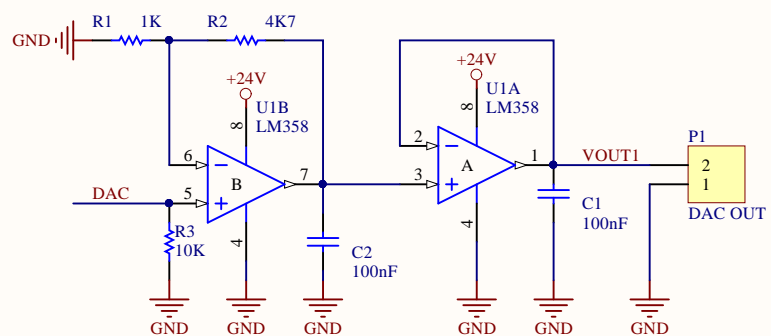 R1 1K R2 4K7
GND
+24V
+24V
U1B
LM358
U1A
LM358
8
8
P1
6
2
1
VOUT1
2
B
7
A
DAC
5
3
1
DAC OUT
R3
10K
4
4
C1
100nF
C2
100nF
GND
GND
GND
GND
GND
GND